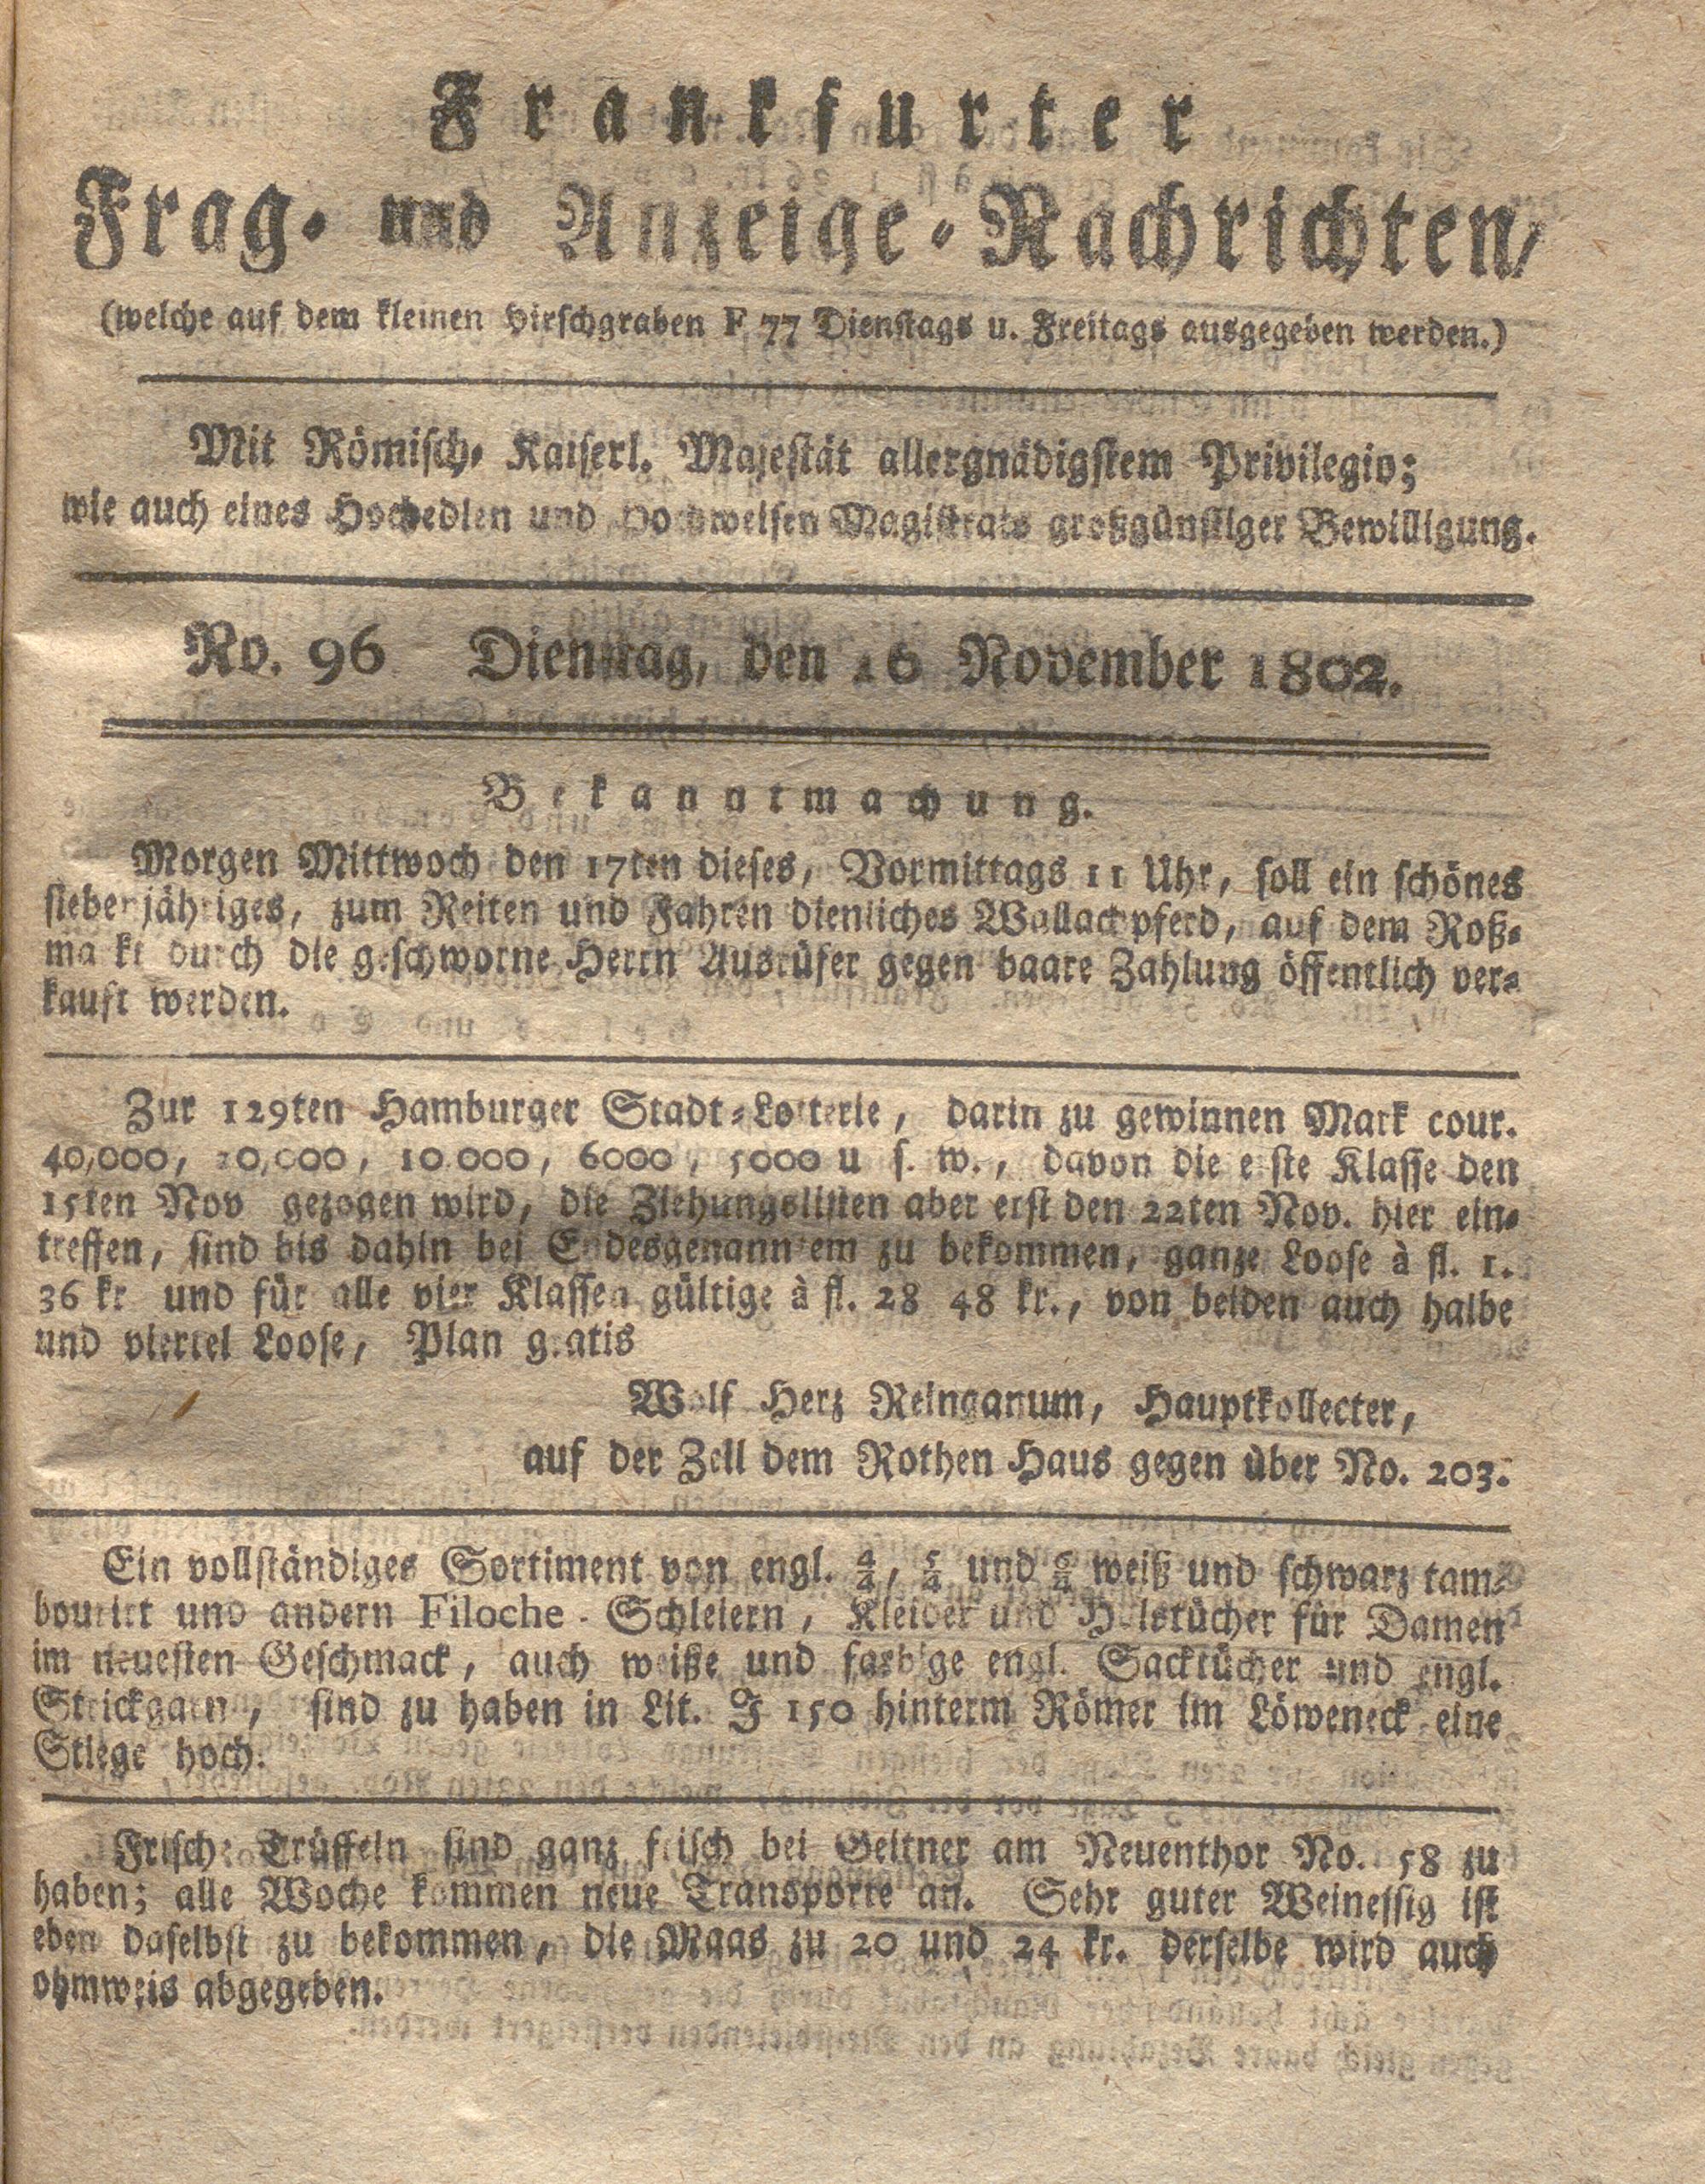 Frankfurter
Frag- und Anzeige-Nachrichten,
(welche auf dem kleinen Hirschgraben F 77 Dienstags u. Freitags ausgegeben werden.)
Mit Römisch- Kaiserl. Majestät allergnädigstem Privilegio;
wie auch eines Hochedlen und Hochweisen Magistrats großgünstiger Bewilligung.
No. 96 Dienstag, den 16 November 1802.
Bekanntmachung.
Morgen Mittwoch den 17ten dieses, Vormittags 11 Uhr, soll ein schönes
siebenjähriges, zum Reiten und Fahren dienliches Wallachpferd, auf dem Roß-
markt durch die geschworne Herrn Ausrüfer gegen baare Zahlung öffentlich ver-
kauft werden.
Zur 129ten Hamburger Stadt-Lotterie, darin zu gewinnen Mark cour.
40,000, 20,000, 10.000, 6000, 5000 u s. w., davon die erste Klasse den
15ten Nov gezogen wird, die Ziehungslisten aber erst den 22ten Nov. hier ein-
treffen, sind bis dahin bei Endesgenanntem zu bekommen, ganze Loose à fl. 1.
36 kr und für alle vier Klassen gültige à fl. 28 48 kr., von beiden auch halbe
und viertel Loose, Plan gratis
Wolf Herz Reinganum, Hauptkollecter,
auf der Zeil dem Rothen Haus gegen über No. 203.
Ein vollständiges Sortiment von engl. 4/4, 5/4 und 6/4 weiß und schwarz tam-
bourirt und andern Filoche - Schleiern, Kleider und Halstücher für Damen
im neuesten Geschmack, auch weiße und farbige engl. Sacktücher und engl.
Strickgarn, sind zu haben in Lit. J 150 hinterm Römer im Löweneck eine
Stiege hoch.
Frische Trüffeln sind ganz frisch bei Geitner am Neuenthor No. 58 zu
haben; alle Woche kommen neue Transporte an. Sehr guter Weinessig ist
eben daselbst zu bekommen, die Maas zu 20 und 24 kr. derselbe wird auch
ohmweis abgegeben.